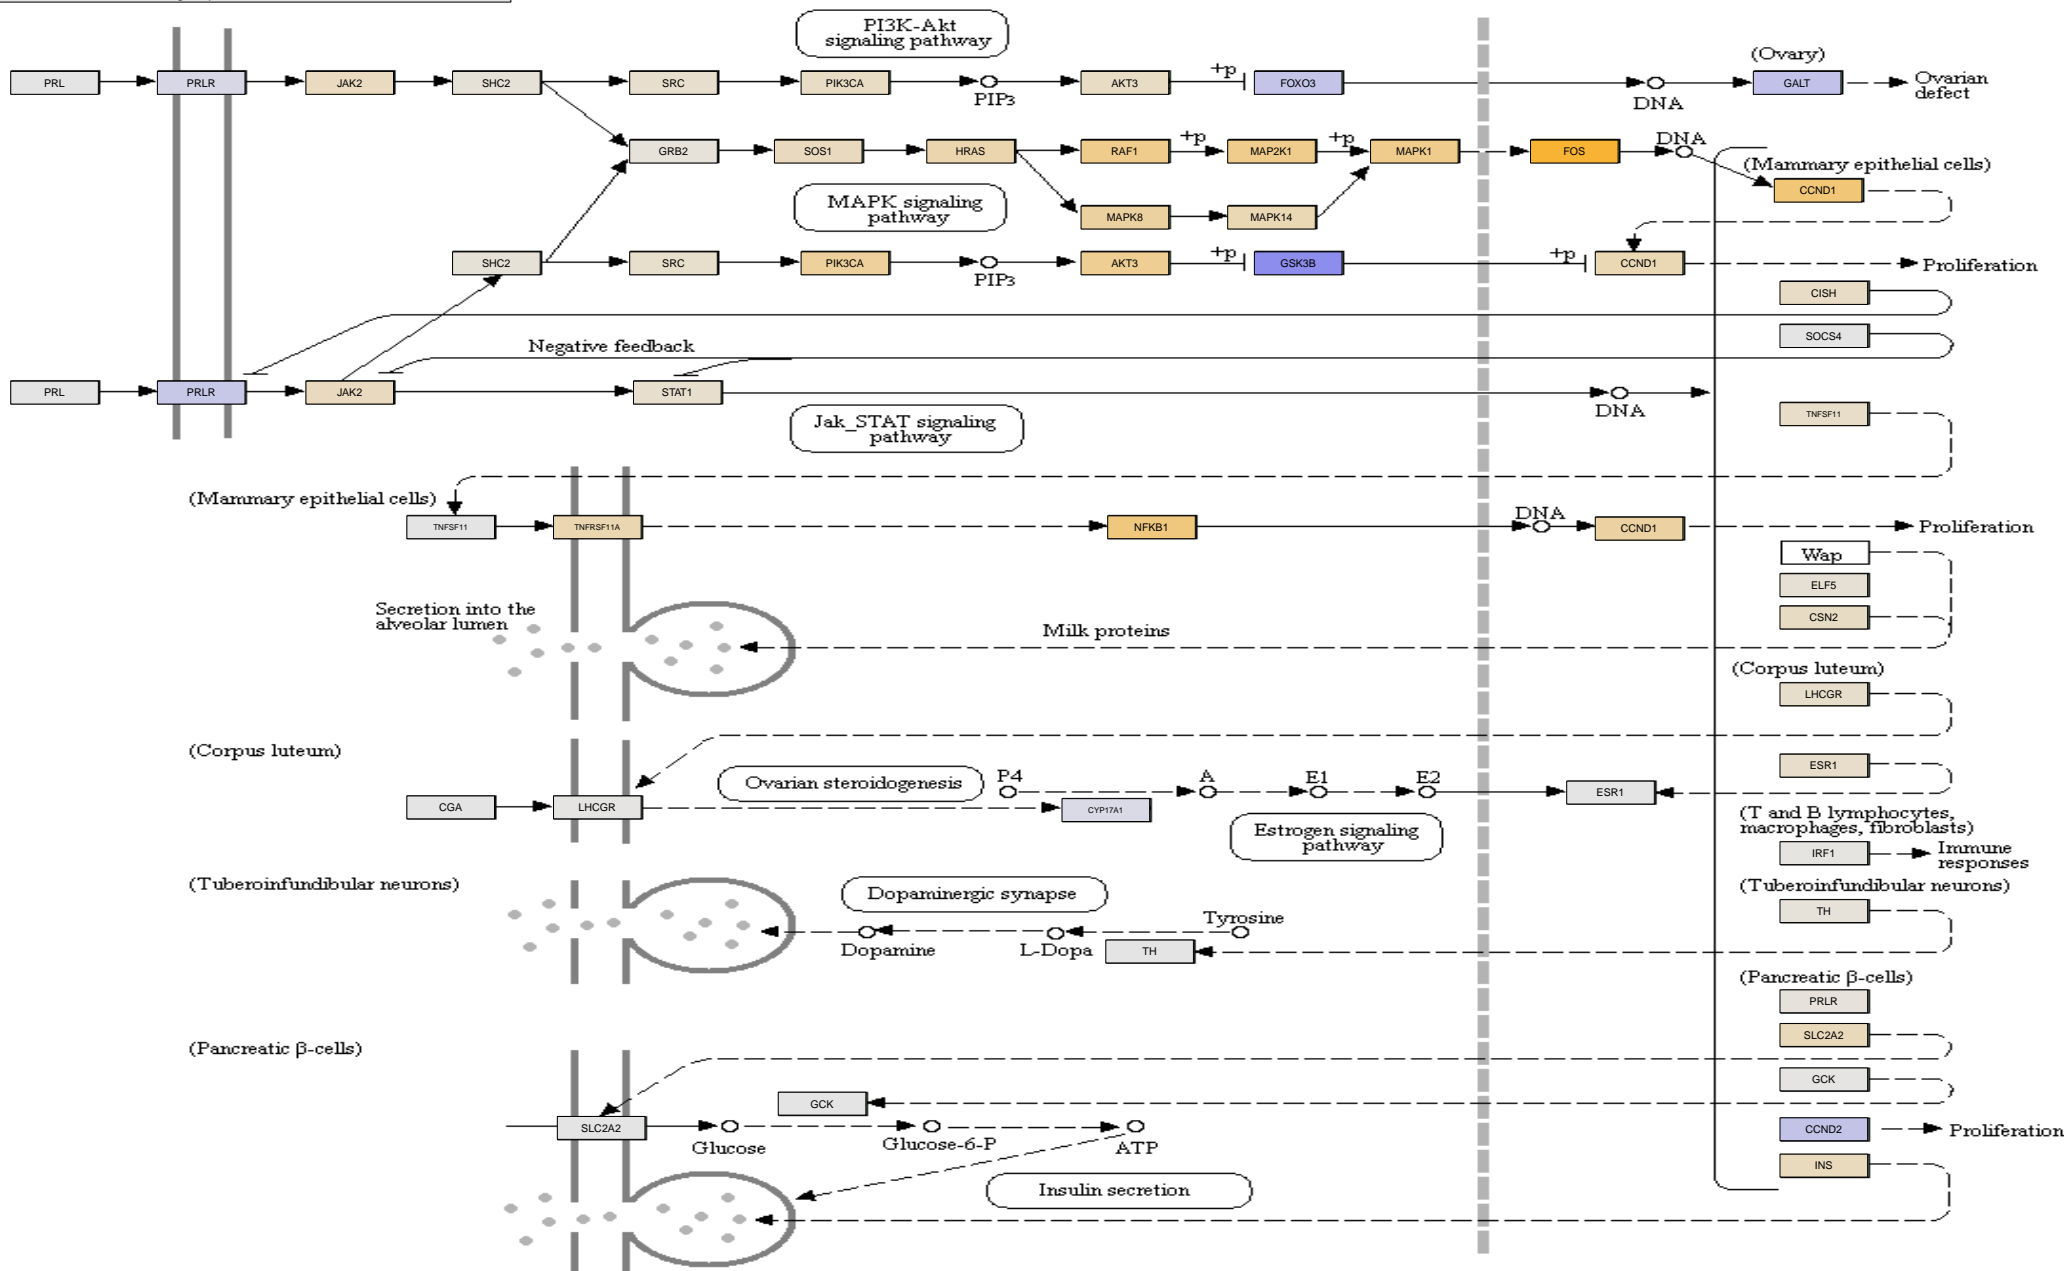 PI3K-Akt
signaling pathway
(Ovary)
PRL
PRLR
JAK2
SHC2
SRC
PIK3CA
PIP3
AKT3
+p
FOXO3
DNA
GALT
Ovarian
defect
GRB2
SOS1
HRAS
RAF1
+p
MAP2K1
+p
MAPK1
FOS
DNA
(Mammary epithelial cells)
CCND1
MAPK signaling
pathway
MAPK8
MAPK14
SHC2
SRC
PIK3CA
PIP3
AKT3
+p
GSK3B
+p
CCND1
Proliferation
CISH
SOCS4
Negative feedback
PRL
PRLR
JAK2
STAT1
DNA
Jak_STAT signaling
pathway
TNFSF11
(Mammary epithelial cells)
TNFSF11
TNFRSF11A
NFKB1
DNA
CCND1
Proliferation
Wap
ELF5
CSN2
Secretion into the
alveolar lumen
Milk proteins
(Corpus luteum)
LHCGR
(Corpus luteum)
ESR1
Ovarian steroidogenesis
P4
A
E1
E2
ESR1
CGA
LHCGR
CYP17A1
Estrogen signaling
pathway
(T and B lymphocytes,
macrophages, fibroblasts)
IRF1
Immune
responses
(Tuberoinfundibular neurons)
Dopaminergic synapse
(Tuberoinfundibular neurons)
TH
Tyrosine
Dopamine
L-Dopa
TH
(Pancreatic β-cells)
PRLR
SLC2A2
(Pancreatic β-cells)
GCK
GCK
SLC2A2
Glucose
Glucose-6-P
ATP
CCND2
Proliferation
INS
Insulin secretion